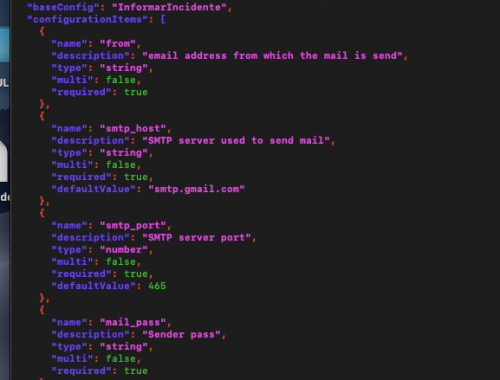 "baseConfig": "InformarIncidente",
"configurationItems": [
{
"name": "from",
"description": "email address from which the mail is send",
"type": "string",
"multi": false,
"required": true
},
{
"name": "smtp_host",
"description": "SMTP server used to send mail",
"type": "string",
"multi": false,
"required": true,
"defaultValue": "smtp.gmail.com"
},
{
"name": "smtp_port",
"description": "SMTP server port",
"type": "number",
"multi": false,
"required": true,
"defaultValue": 465
},
{
"name": "mail_pass",
"description": "Sender pass",
"type": "string",
"multi": false,
"required": true